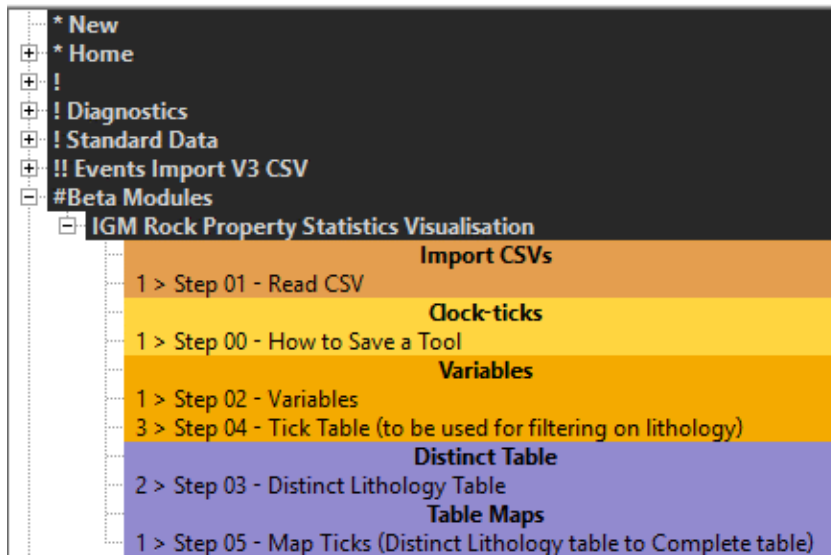 * New
* Home
!
! Diagnostics
! Standard Data
!! Events Import V3 CSV
#Beta Modules
IGM Rock Property Statistics Visualisation
Import CSVs
1 > Step 01 - Read CSV
Clock-ticks
1 > Step 00 - How to Save a Tool
Variables
1 > Step 02 - Variables
3 > Step 04 - Tick Table (to be used for filtering on lithology)
Distinct Table
2 > Step 03 - Distinct Lithology Table
Table Maps
1 > Step 05 - Map Ticks (Distinct Lithology table to Complete table)